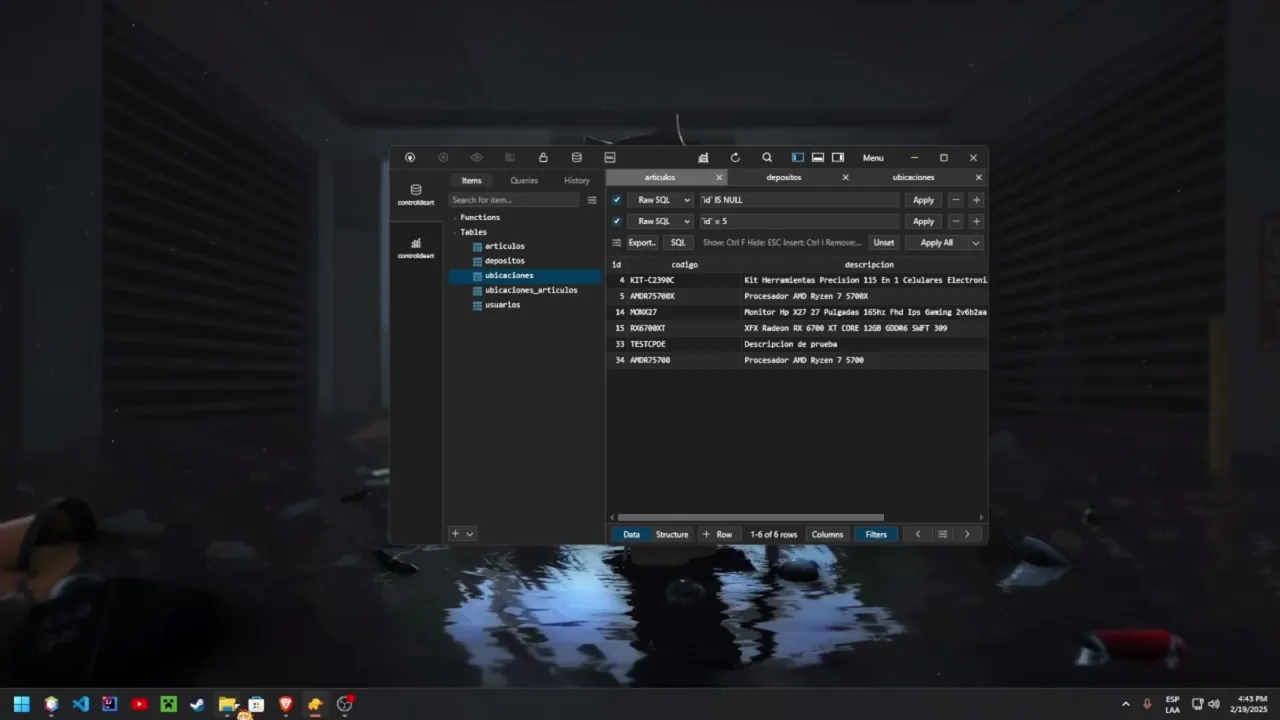 Menu
controldeart
controldeart
Items Queries History
Search for item...
Functions
Tables
articulos
depositos
ubicaciones
ubicaciones_articulos
usuarios
articulos depositos ubicaciones
Raw SQL `id` IS NULL Apply
Raw SQL `id` = 5 Apply
Export.. SQL Show: Ctrl F Hide: ESC Insert: Ctrl I Remove:... Unset Apply All
id codigo descripcion
4 KIT-C2390C Kit Herramientas Precision 115 En 1 Celulares Electroni
5 AMDR75700X Procesador AMD Ryzen 7 5700X
14 MONX27 Monitor Hp X27 27 Pulgadas 165hz Fhd Ips Gaming 2v6b2aa
15 RX6700XT XFX Radeon RX 6700 XT CORE 12GB GDDR6 SWFT 309
33 TESTCPDE Descripcion de prueba
34 AMDR75700 Procesador AMD Ryzen 7 5700
Data Structure + Row 1-6 of 6 rows Columns Filters
ESP
LAA
4:43 PM
2/19/2025